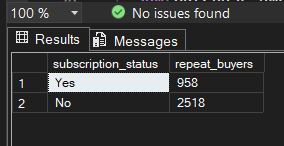 100 %
No issues found
Results
Messages
subscription_status repeat_buyers
1 Yes 958
2 No 2518